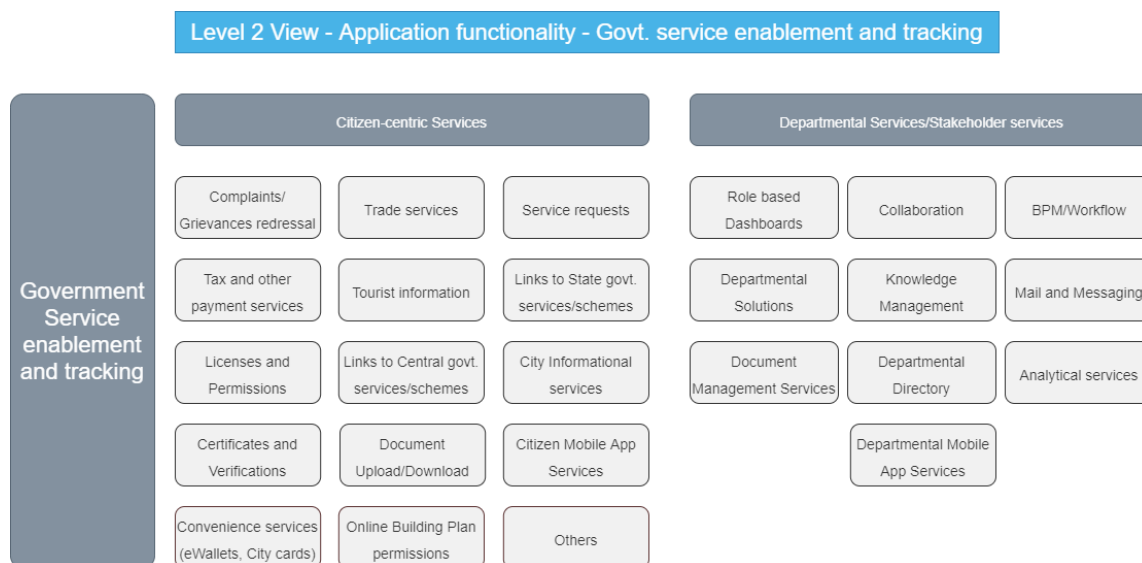 Level 2 View - Application functionality - Govt. service enablement and tracking
Government
Service
enablement
and tracking
Citizen-centric Services
Complaints/
Grievances redressal
Trade services
Service requests
Tax and other
payment services
Tourist information
Links to State govt.
services/schemes
Licenses and
Permissions
Links to Central govt.
services/schemes
City Informational
services
Certificates and
Verifications
Document
Upload/Download
Citizen Mobile App
Services
Convenience services
(eWallets, City cards)
Online Building Plan
permissions
Others
Departmental Services/Stakeholder services
Role based
Dashboards
Collaboration
BPM/Workflow
Departmental
Solutions
Knowledge
Management
Mail and Messaging
Document
Management Services
Departmental
Directory
Analytical services
Departmental Mobile
App Services